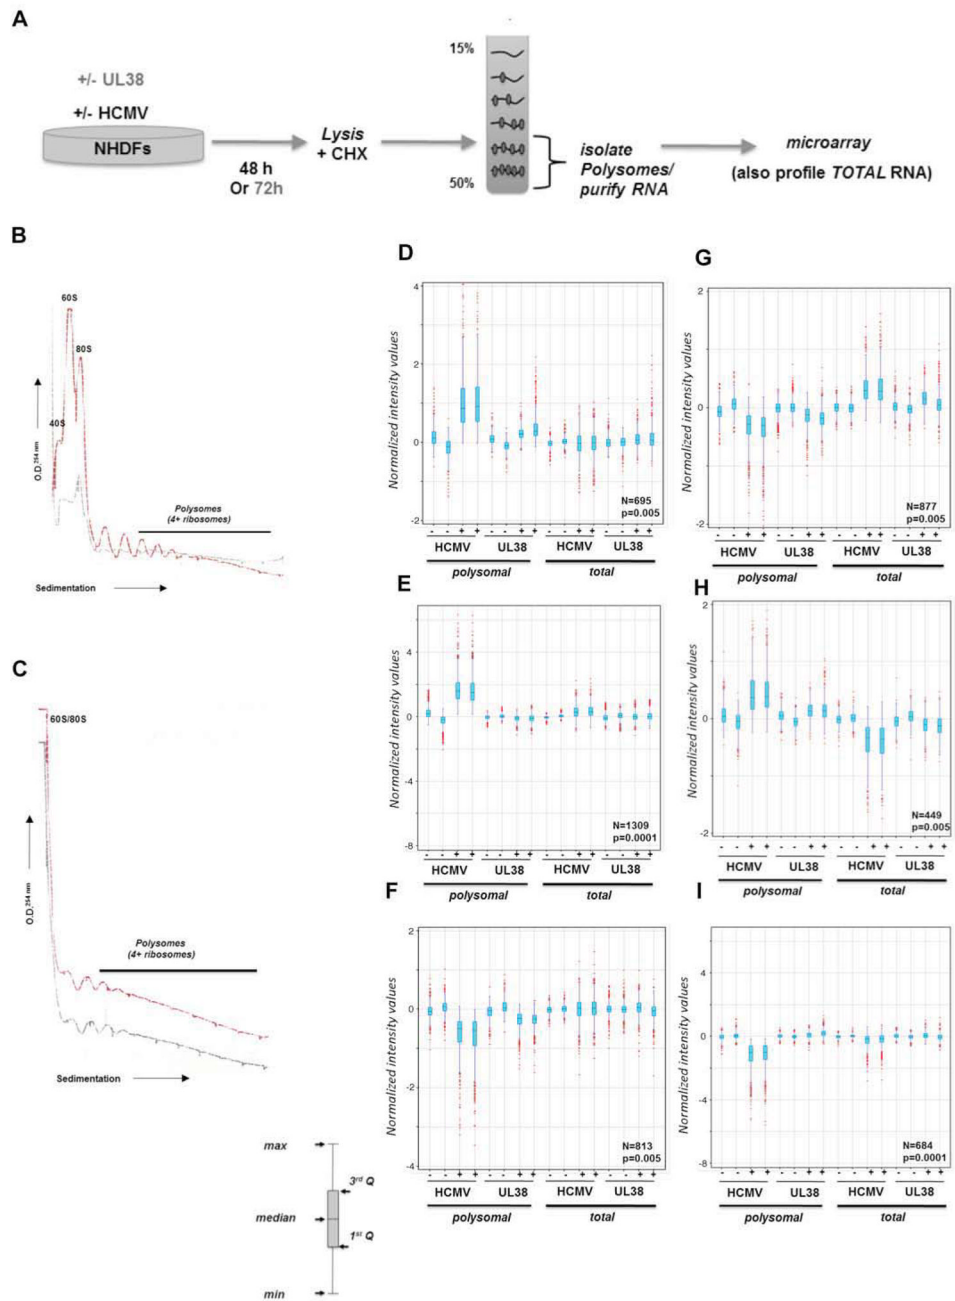 A
+/- UL38
+/- HCMV
NHDFs
48 h
Or 72h
Lysis
+ CHX
15%
50%
isolate
Polysomes/
purify RNA
microarray
(also profile TOTAL RNA)
B
60S
80S
40S
O.D.254 nm
Polysomes
(4+ ribosomes)
Sedimentation
C
60S/80S
O.D.254 nm
Polysomes
(4+ ribosomes)
Sedimentation
max
3rd Q
median
1st Q
min
D
Normalized intensity values
4
2
0
-2
N=695
p=0.005
- - + + - - + + - - + + - - + +
HCMV UL38 HCMV UL38
polysomal total
E
Normalized intensity values
4
0
-4
-8
N=1309
p=0.0001
- - + + - - + + - - + + - - + +
HCMV UL38 HCMV UL38
polysomal total
F
Normalized intensity values
2
0
-2
-4
N=813
p=0.005
- - + + - - + + - - + + - - + +
HCMV UL38 HCMV UL38
polysomal total
G
Normalized intensity values
2
0
-2
N=877
p=0.005
- - + + - - + + - - + + - - + +
HCMV UL38 HCMV UL38
polysomal total
H
Normalized intensity values
2
0
-2
N=449
p=0.005
- - + + - - + + - - + + - - + +
HCMV UL38 HCMV UL38
polysomal total
I
Normalized intensity values
4
0
-4
-8
N=684
p=0.0001
- - + + - - + + - - + + - - + +
HCMV UL38 HCMV UL38
polysomal total